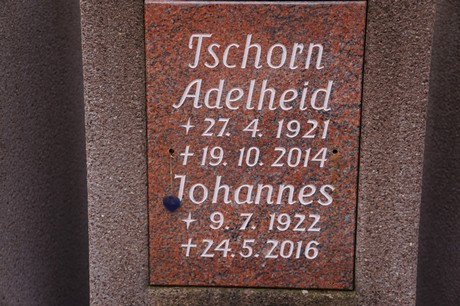 Tschorn
Adelheid
+ 27. 4. 1921
+ 19. 10. 2014
Johannes
+ 9. 7. 1922
+ 24. 5. 2016